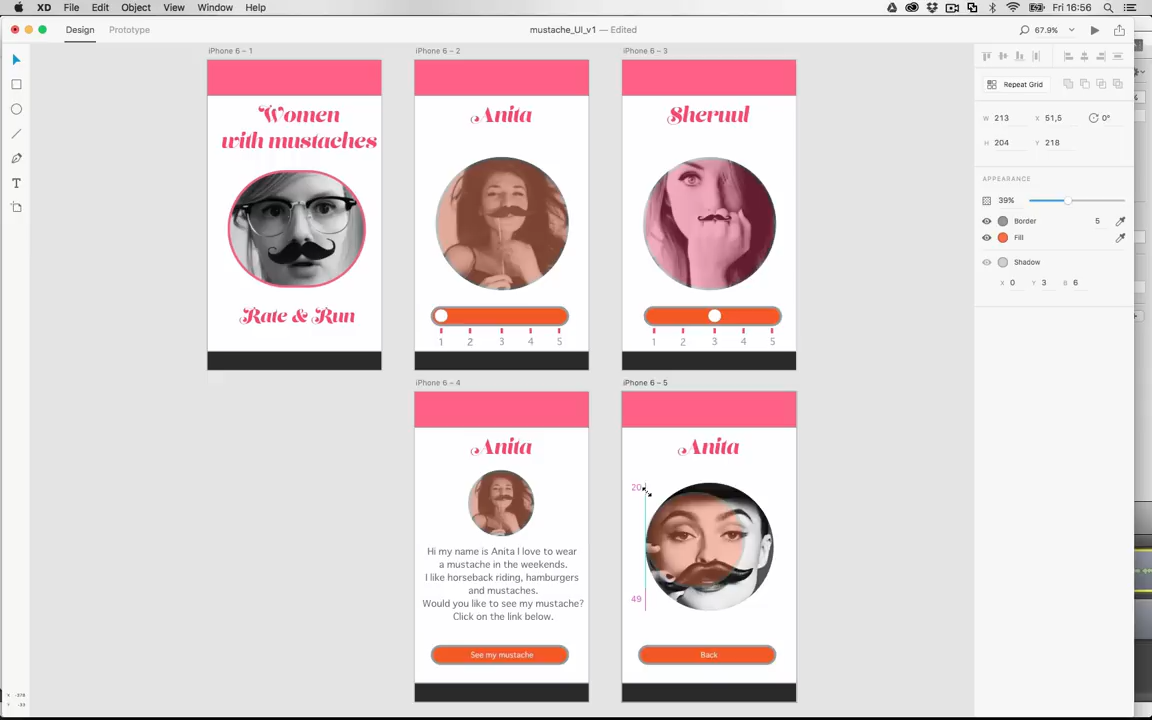 XD File Edit Object View Window Help
Fri 16:56
Design Prototype
mustache_UI_v1 — Edited
67.9%
iPhone 6 – 1
iPhone 6 – 2
iPhone 6 – 3
Women
with mustaches
Rate & Run
Anita
1 2 3 4 5
Sheruul
1 2 3 4 5
iPhone 6 – 4
iPhone 6 – 5
Anita
Hi my name is Anita I love to wear
a mustache in the weekends.
I like horseback riding, hamburgers
and mustaches.
Would you like to see my mustache?
Click on the link below.
See my mustache
Anita
20
49
Back
Repeat Grid
W 213 X 51,5 0°
H 204 Y 218
APPEARANCE
39%
Border 5
Fill
Shadow
X 0 Y 3 B 6
T